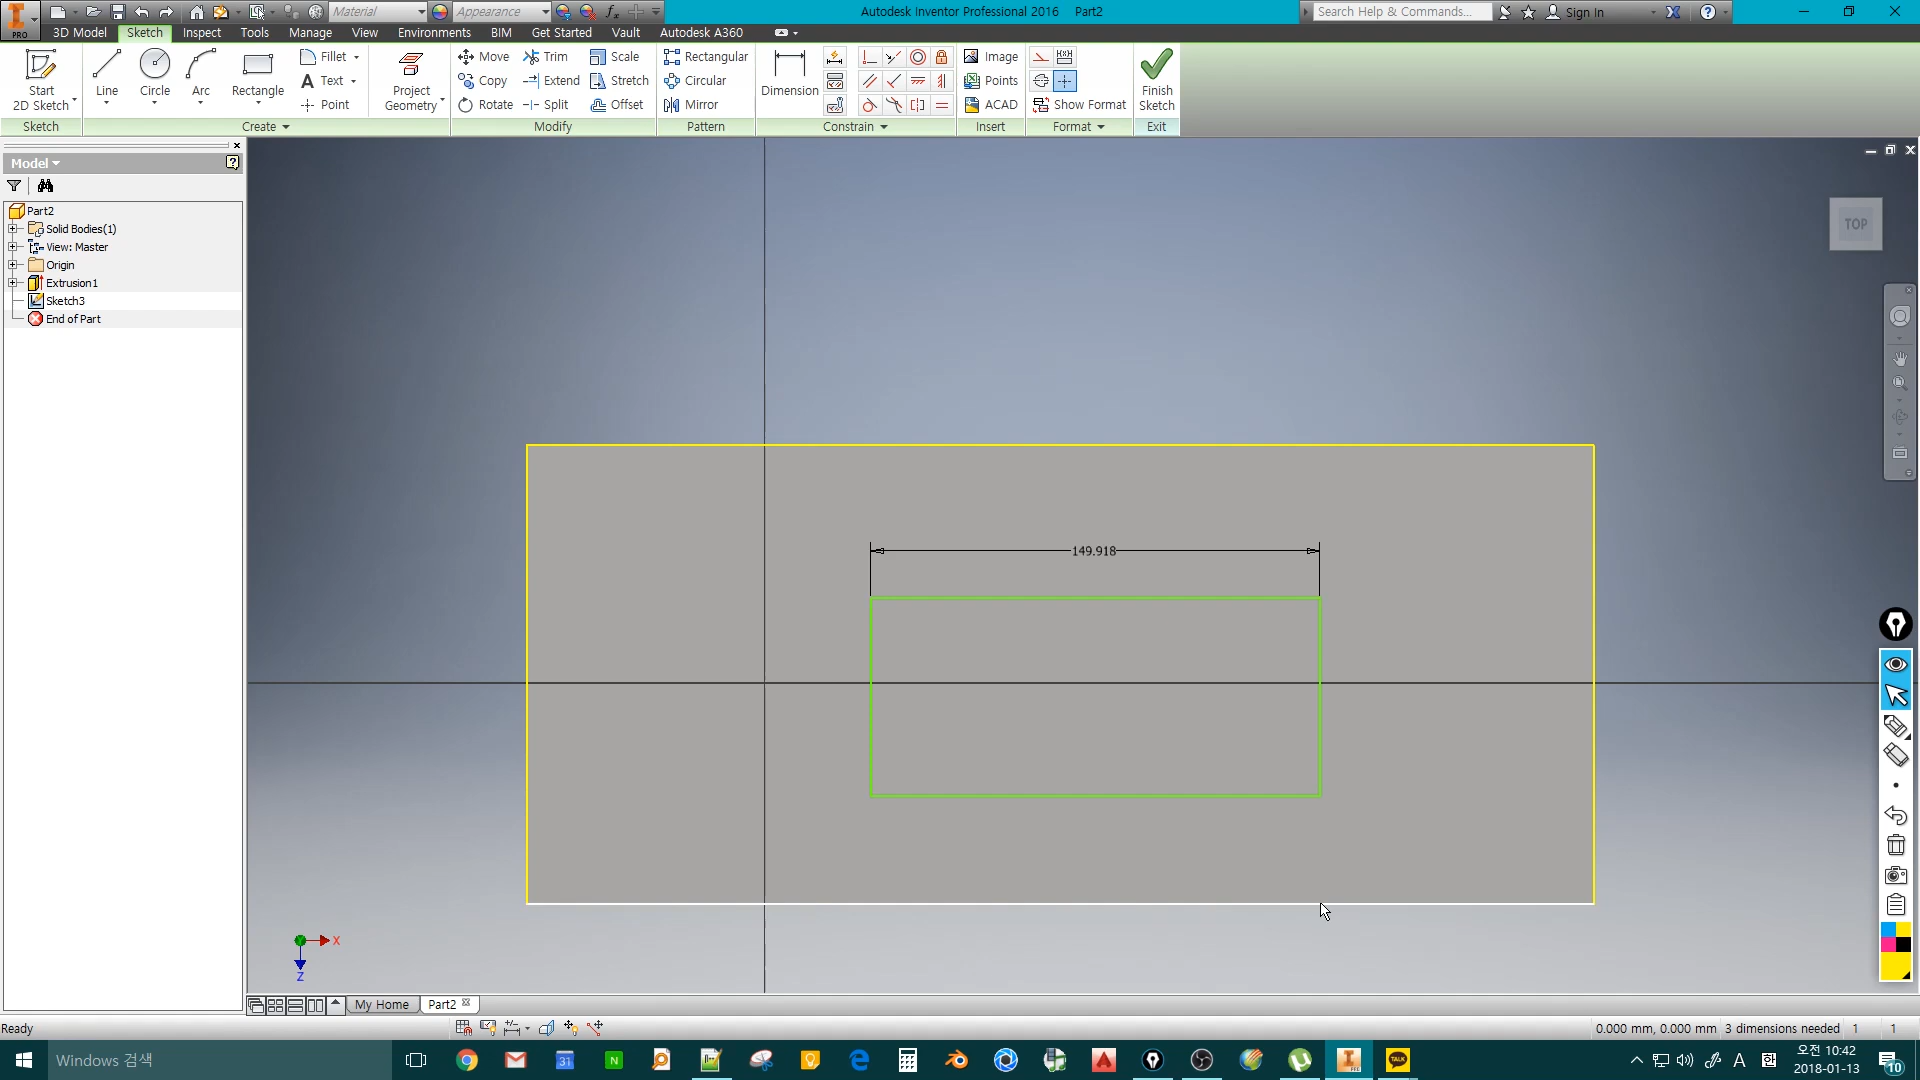 Material
Appearance
Autodesk Inventor Professional 2016 Part2
Search Help & Commands...
Sign In
PRO
3D Model Sketch Inspect Tools Manage View Environments BIM Get Started Vault Autodesk A360
Start
2D Sketch
Line
Circle
Arc
Rectangle
Fillet
Text
Point
Project
Geometry
Move
Copy
Rotate
Trim
Extend
Split
Scale
Stretch
Offset
Rectangular
Circular
Mirror
Dimension
Image
Points
ACAD
Show Format
Finish
Sketch
Sketch Create Modify Pattern Constrain Insert Format Exit
Model
Part2
Solid Bodies(1)
View: Master
Origin
Extrusion1
Sketch3
End of Part
TOP
149.918
X
Z
My Home Part2
Ready
0.000 mm, 0.000 mm 3 dimensions needed 1 1
Windows 검색
31
N
PRO
TALK
A
오전 10:42
2018-01-13
10